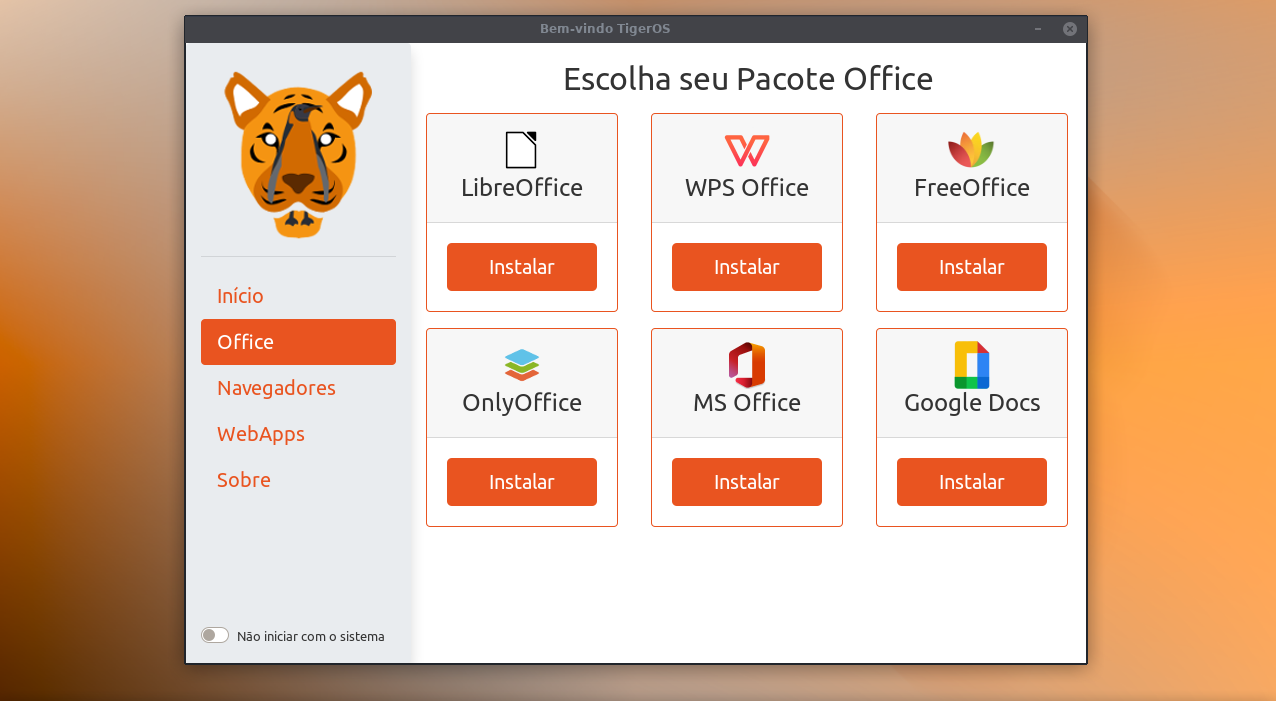 Bem-vindo TigerOS
Início
Office
Navegadores
WebApps
Sobre
Não iniciar com o sistema
Escolha seu Pacote Office
LibreOffice
WPS Office
FreeOffice
Instalar
Instalar
Instalar
OnlyOffice
MS Office
Google Docs
Instalar
Instalar
Instalar